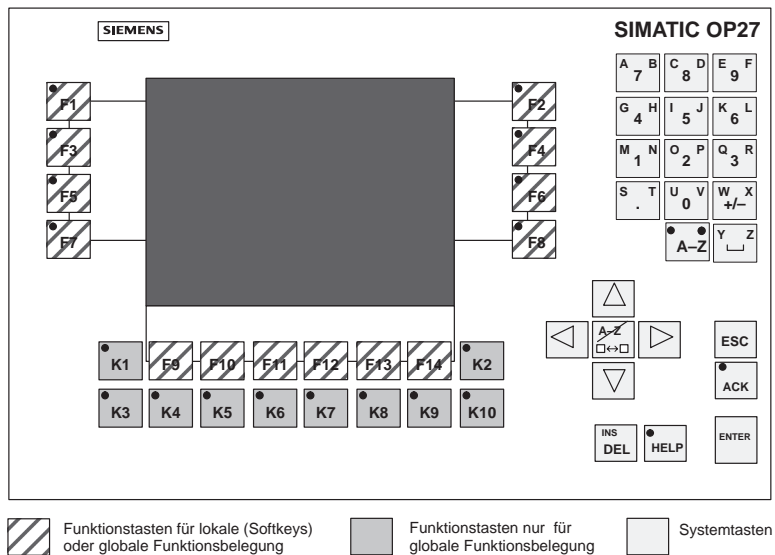 SIEMENS
SIMATIC OP27
A 7 B C 8 D E 9 F
F1 F2
G 4 H I 5 J K 6 L
F3 F4
M 1 N O 2 P Q 3 R
F5 F6
S . T U 0 V W +/– X
F7 F8
A–Z Y Z
A–Z
K1 F9 F10 F11 F12 F13 F14 K2
ESC
ACK
K3 K4 K5 K6 K7 K8 K9 K10
INS
DEL HELP ENTER
Funktionstasten für lokale (Softkeys)
oder globale Funktionsbelegung
Funktionstasten nur für
globale Funktionsbelegung
Systemtasten